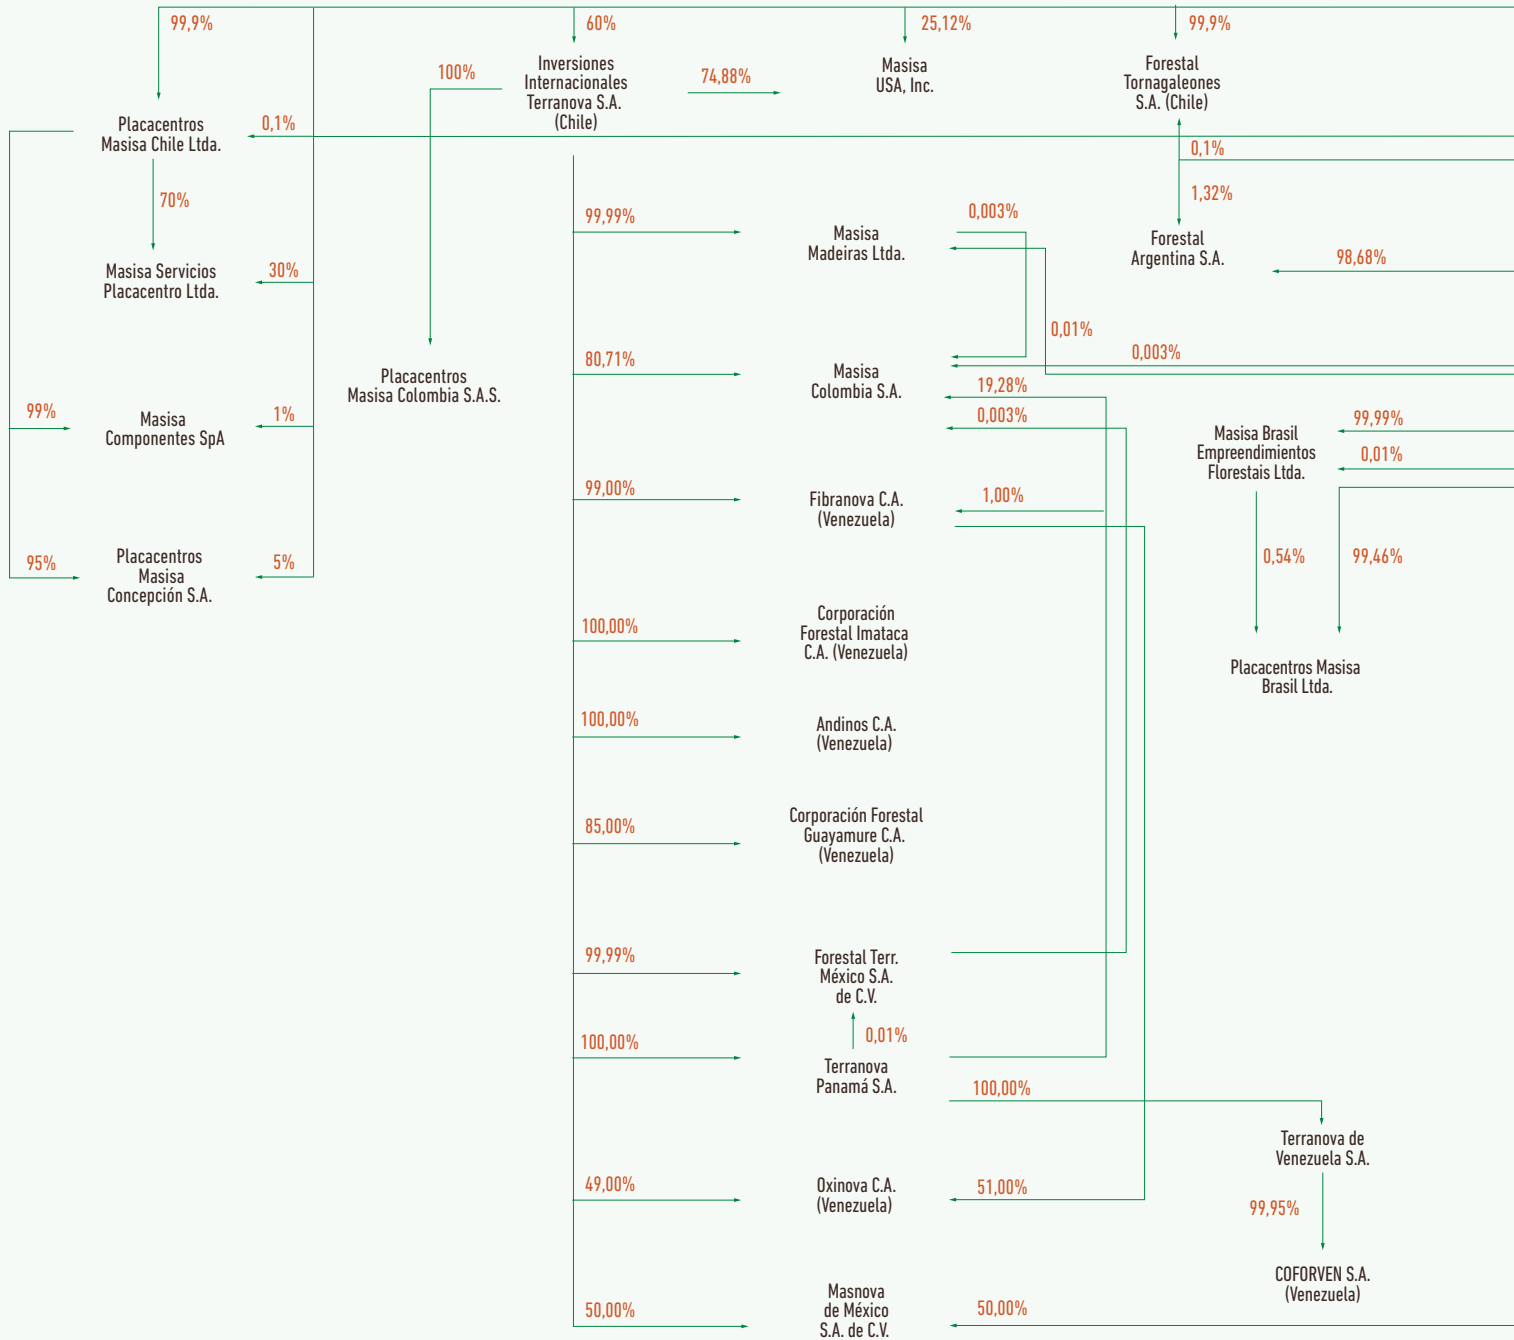 99,9%
60%
25,12%
99,9%
Inversiones
Internacionales
Terranova S.A.
(Chile)
100%
74,88%
Masisa
USA, Inc.
Forestal
Tornagaleones
S.A. (Chile)
Placacentros
Masisa Chile Ltda.
0,1%
0,1%
70%
1,32%
99,99%
Masisa
Madeiras Ltda.
0,003%
Forestal
Argentina S.A.
98,68%
Masisa Servicios
Placacentro Ltda.
30%
0,01%
0,003%
80,71%
Masisa
Colombia S.A.
19,28%
0,003%
Placacentros
Masisa Colombia S.A.S.
99%
Masisa
Componentes SpA
1%
Masisa Brasil
Empreendimientos
Florestais Ltda.
99,99%
0,01%
99,00%
Fibranova C.A.
(Venezuela)
1,00%
95%
Placacentros
Masisa
Concepción S.A.
5%
0,54%
99,46%
100,00%
Corporación
Forestal Imataca
C.A. (Venezuela)
Placacentros Masisa
Brasil Ltda.
100,00%
Andinos C.A.
(Venezuela)
85,00%
Corporación Forestal
Guayamure C.A.
(Venezuela)
99,99%
Forestal Terr.
México S.A.
de C.V.
0,01%
100,00%
Terranova
Panamá S.A.
100,00%
Terranova de
Venezuela S.A.
49,00%
Oxinova C.A.
(Venezuela)
51,00%
99,95%
COFORVEN S.A.
(Venezuela)
50,00%
Masnova
de México
S.A. de C.V.
50,00%